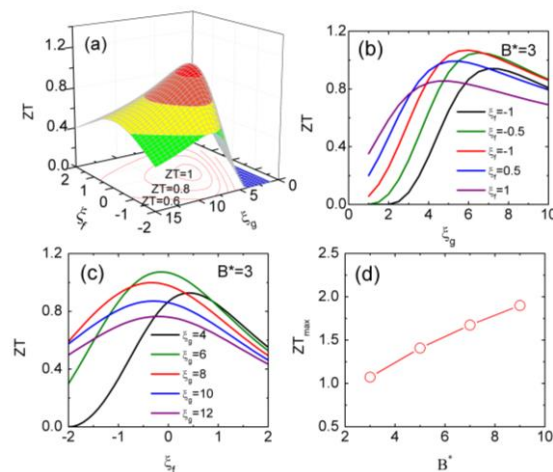 (a)
ZT
1.2
0.8
0.4
0.0
2
1
0
-1
-2
ξf
15
10
5
0
ξg
ZT=1
ZT=0.8
ZT=0.6
(b)
B*=3
ZT
1.2
0.8
0.4
0.0
ξf=-1
ξf=-0.5
ξf=-1
ξf=0.5
ξf=1
0 2 4 6 8 10
ξg
(c)
B*=3
ZT
1.2
0.8
0.4
0.0
ξg=4
ξg=6
ξg=8
ξg=10
ξg=12
-2 -1 0 1 2
ξf
(d)
ZTmax
2.5
2.0
1.5
1.0
0.5
2 4 6 8 10
B*